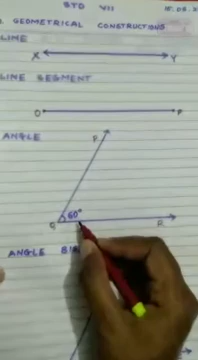 STD VII
GEOMETRICAL CONSTRUCTIONS
LINE
X Y
LINE SEGMENT
O P
ANGLE
P
60°
Q R
ANGLE